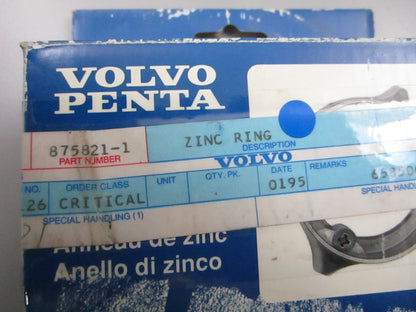 VOLVO
PENTA
875821-1
PART NUMBER
ZINC RING
DESCRIPTION
VOLVO
NO. ORDER CLASS UNIT QTY. PK. DATE REMARKS
26 CRITICAL 0195
SPECIAL HANDLING (1)
Anneau de zinc
Anello di zinco